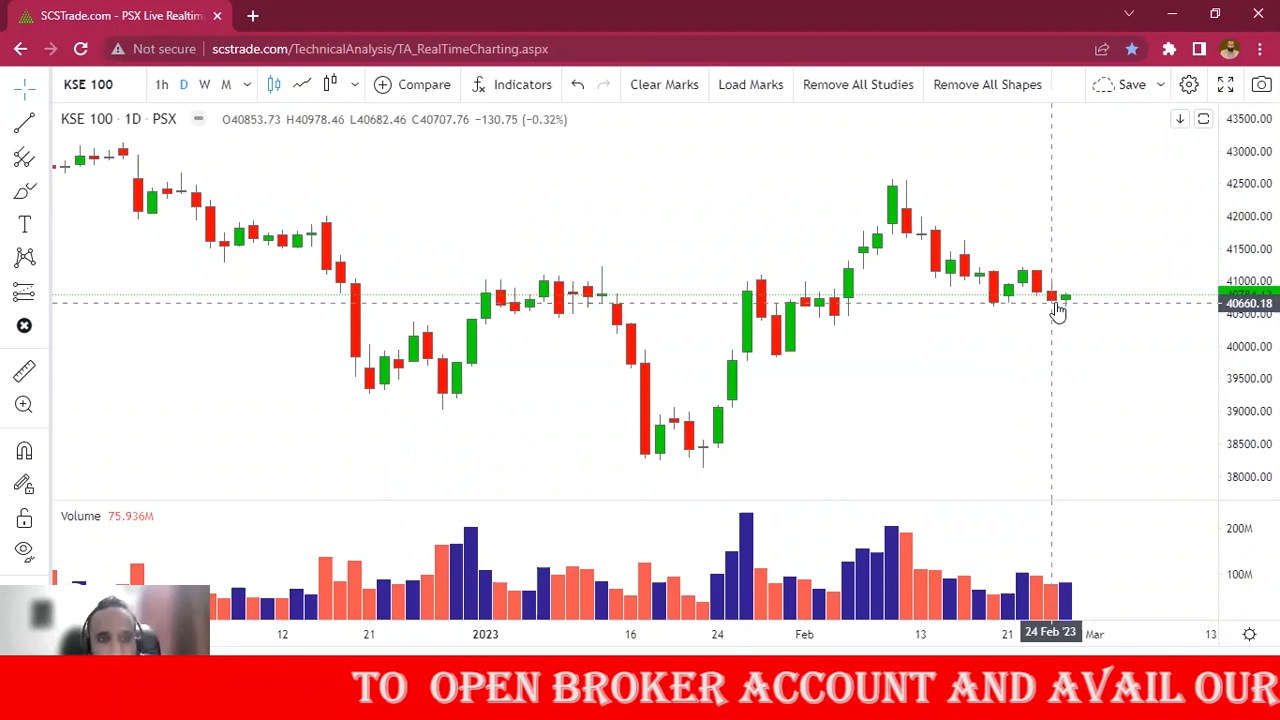 SCSTrade.com - PSX Live Realtim
Not secure scstrade.com/TechnicalAnalysis/TA_RealTimeCharting.aspx
KSE 100 1h D W M Compare Indicators Clear Marks Load Marks Remove All Studies Remove All Shapes Save
KSE 100 · 1D · PSX O40853.73 H40978.46 L40682.46 C40707.76 −130.75 (−0.32%)
43500.00
43000.00
42500.00
42000.00
41500.00
41000.00
40660.18
40500.00
40000.00
39500.00
39000.00
38500.00
38000.00
Volume 75.936M
200M
100M
12 21 2023 16 24 Feb 13 21 24 Feb '23 Mar 13
TO OPEN BROKER ACCOUNT AND AVAIL OUR